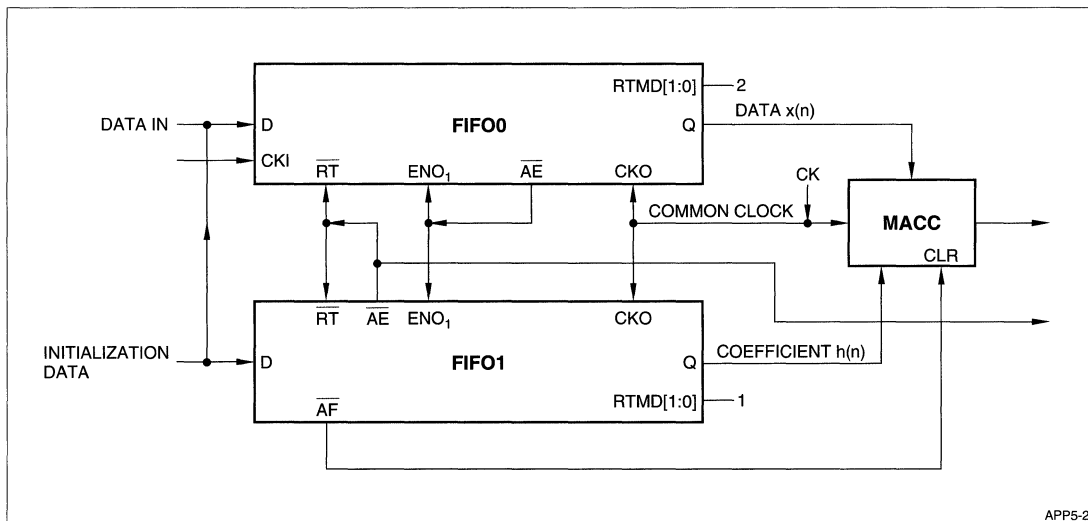 RTMD[1:0] 2
DATA x(n)
DATA IN D FIFO0 Q
CKI RT ENO₁ AE CKO
CK
COMMON CLOCK MACC
CLR
RT AE ENO₁ CKO
INITIALIZATION
DATA D FIFO1 Q COEFFICIENT h(n)
RTMD[1:0] 1
AF
APP5-2